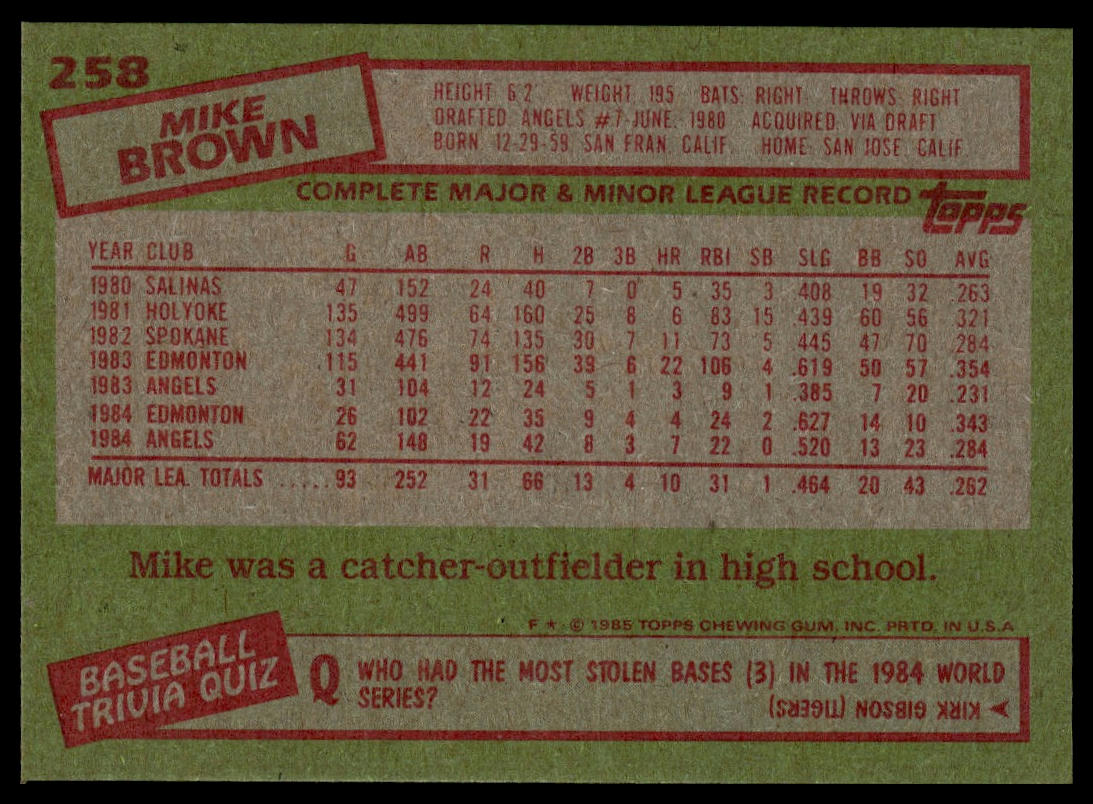 258
MIKE
BROWN
HEIGHT: 6'2" WEIGHT: 195 BATS: RIGHT THROWS: RIGHT
DRAFTED: ANGELS #7-JUNE, 1980 ACQUIRED: VIA DRAFT
BORN: 12-29-59, SAN FRAN, CALIF. HOME: SAN JOSE, CALIF.
COMPLETE MAJOR & MINOR LEAGUE RECORD
topps
YEAR CLUB G AB R H 2B 3B HR RBI SB SLG BB SO AVG
1980 SALINAS 47 152 24 40 7 0 5 35 3 .408 19 32 .263
1981 HOLYOKE 135 499 64 160 25 8 6 83 15 .439 60 56 .321
1982 SPOKANE 134 476 74 135 30 7 11 73 5 .445 47 70 .284
1983 EDMONTON 115 441 91 156 39 6 22 106 4 .619 50 57 .354
1983 ANGELS 31 104 12 24 5 1 3 9 1 .385 7 20 .231
1984 EDMONTON 26 102 22 35 9 4 4 24 2 .627 14 10 .343
1984 ANGELS 62 148 19 42 8 3 7 22 0 .520 13 23 .284
MAJOR LEA. TOTALS .....93 252 31 66 13 4 10 31 1 .464 20 43 .262
Mike was a catcher-outfielder in high school.
F ★ © 1985 TOPPS CHEWING GUM, INC. PRTD. IN U.S.A
BASEBALL
TRIVIA QUIZ
Q WHO HAD THE MOST STOLEN BASES (3) IN THE 1984 WORLD
SERIES?
➤ KIRK GIBSON (TIGERS)